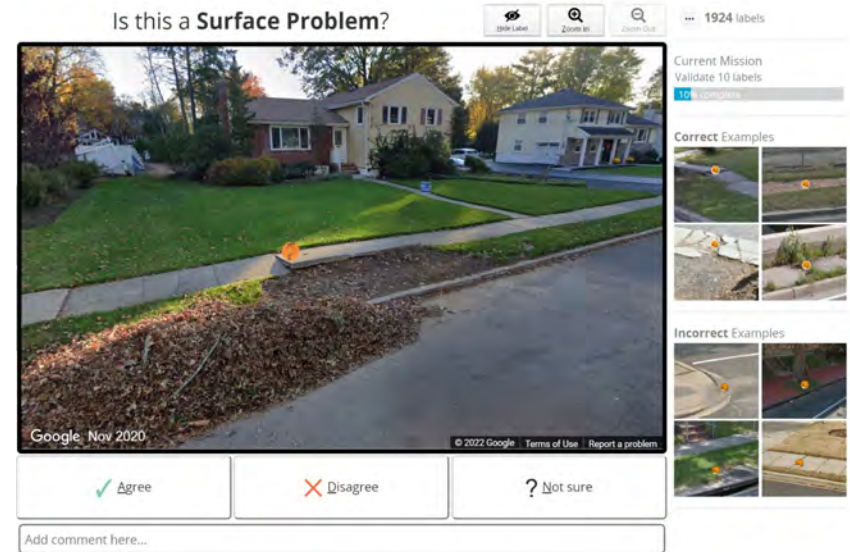 Is this a Surface Problem?
Hide Label
Zoom In
Zoom Out
... 1924 labels
Current Mission
Validate 10 labels
10% complete
Correct Examples
Incorrect Examples
Google Nov 2020
© 2022 Google Terms of Use Report a problem
Agree
Disagree
? Not sure
Add comment here...